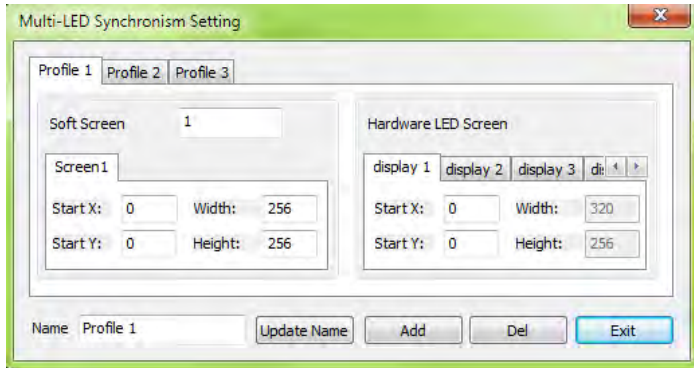 Multi-LED Synchronism Setting
Profile 1 Profile 2 Profile 3
Soft Screen 1
Hardware LED Screen
Screen1
display 1 display 2 display 3
Start X: 0 Width: 256
Start X: 0 Width: 320
Start Y: 0 Height: 256
Start Y: 0 Height: 256
Name Profile 1 Update Name Add Del Exit